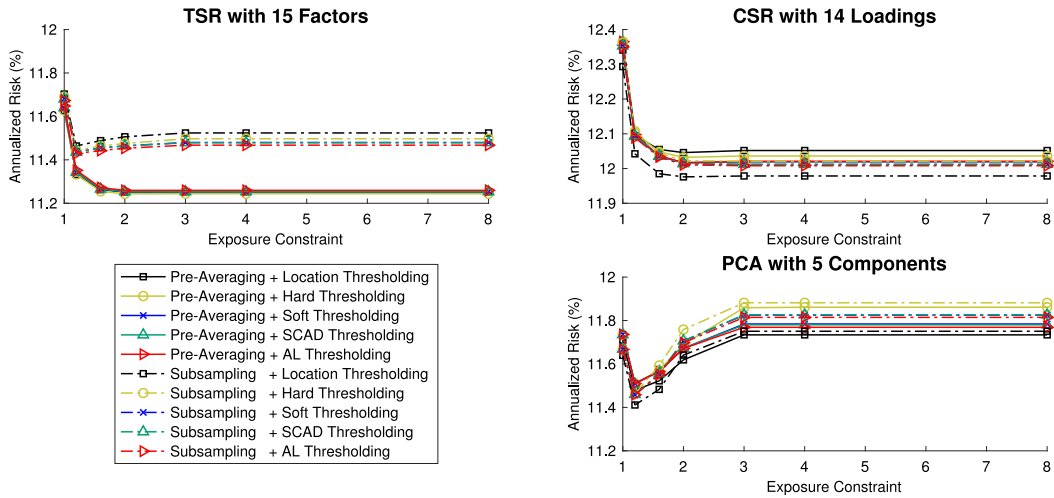 TSR with 15 Factors
12
11.8
11.6
11.4
11.2
Annualized Risk (%)
1 2 3 4 5 6 7 8
Exposure Constraint
CSR with 14 Loadings
12.4
12.3
12.2
12.1
12
11.9
Annualized Risk (%)
1 2 3 4 5 6 7 8
Exposure Constraint
Pre-Averaging + Location Thresholding
Pre-Averaging + Hard Thresholding
Pre-Averaging + Soft Thresholding
Pre-Averaging + SCAD Thresholding
Pre-Averaging + AL Thresholding
Subsampling + Location Thresholding
Subsampling + Hard Thresholding
Subsampling + Soft Thresholding
Subsampling + SCAD Thresholding
Subsampling + AL Thresholding
PCA with 5 Components
12
11.8
11.6
11.4
11.2
Annualized Risk (%)
1 2 3 4 5 6 7 8
Exposure Constraint